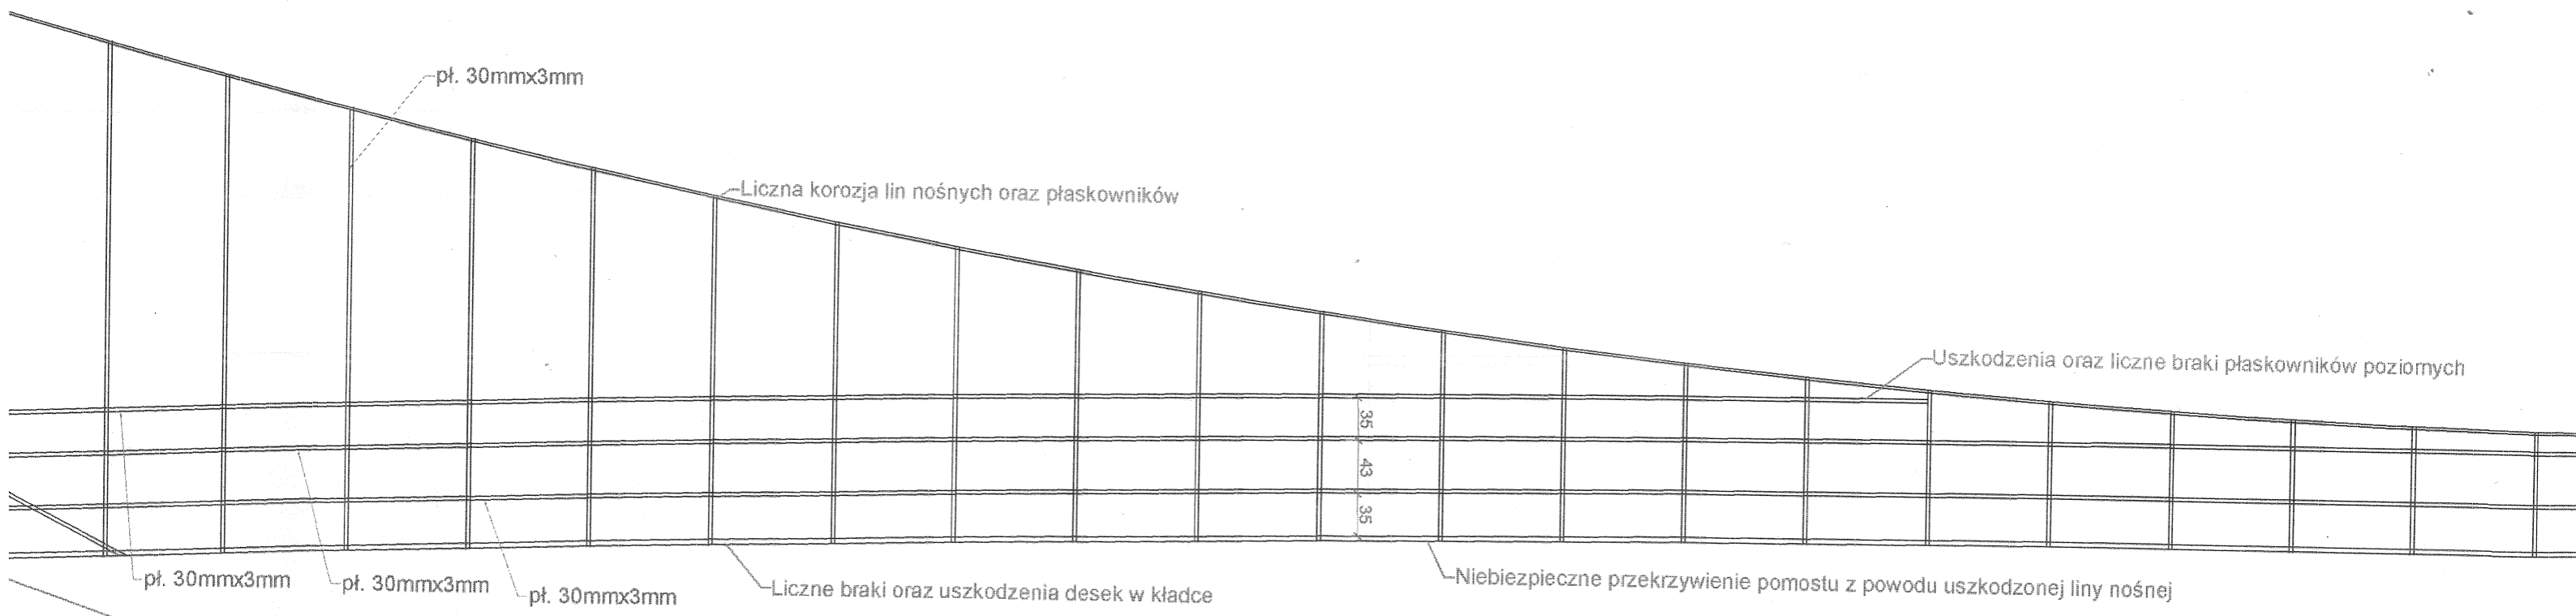 pł. 30mmx3mm
Liczna korozja lin nośnych oraz płaskowników
Uszkodzenia oraz liczne braki płaskowników poziomych
35
43
35
pł. 30mmx3mm
pł. 30mmx3mm
pł. 30mmx3mm
Liczne braki oraz uszkodzenia desek w kładce
Niebiezpieczne przekrzywienie pomostu z powodu uszkodzonej liny nośnej